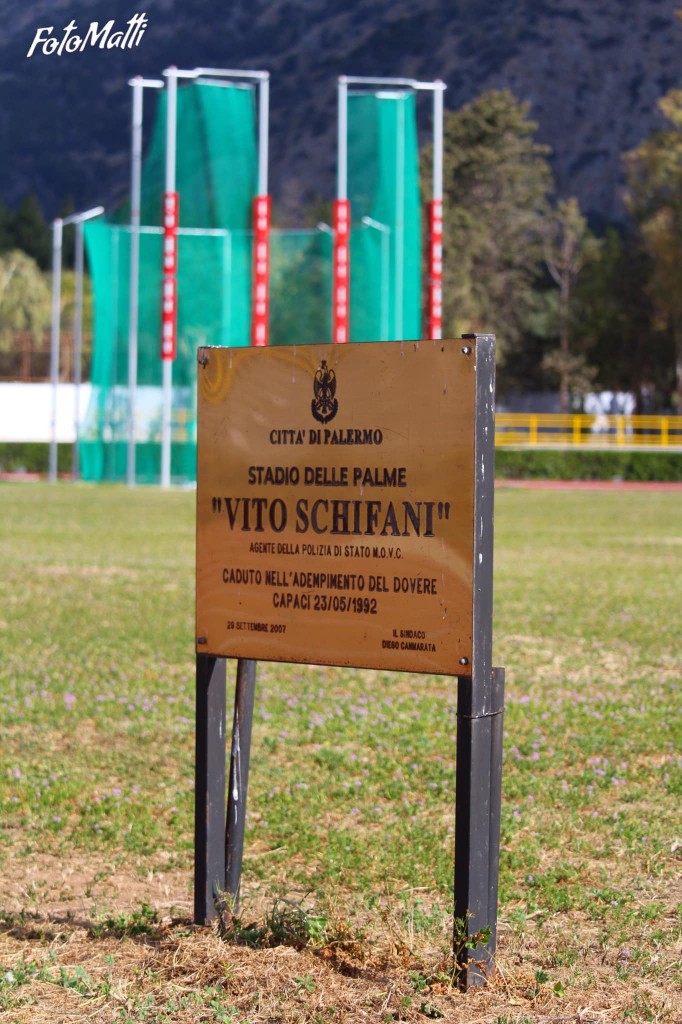 FotoMatti
CITTA' DI PALERMO
STADIO DELLE PALME
"VITO SCHIFANI"
AGENTE DELLA POLIZIA DI STATO M.O.V.C.
CADUTO NELL'ADEMPIMENTO DEL DOVERE
CAPACI 23/05/1992
29 SETTEMBRE 2007
IL SINDACO
DIEGO CAMMARATA